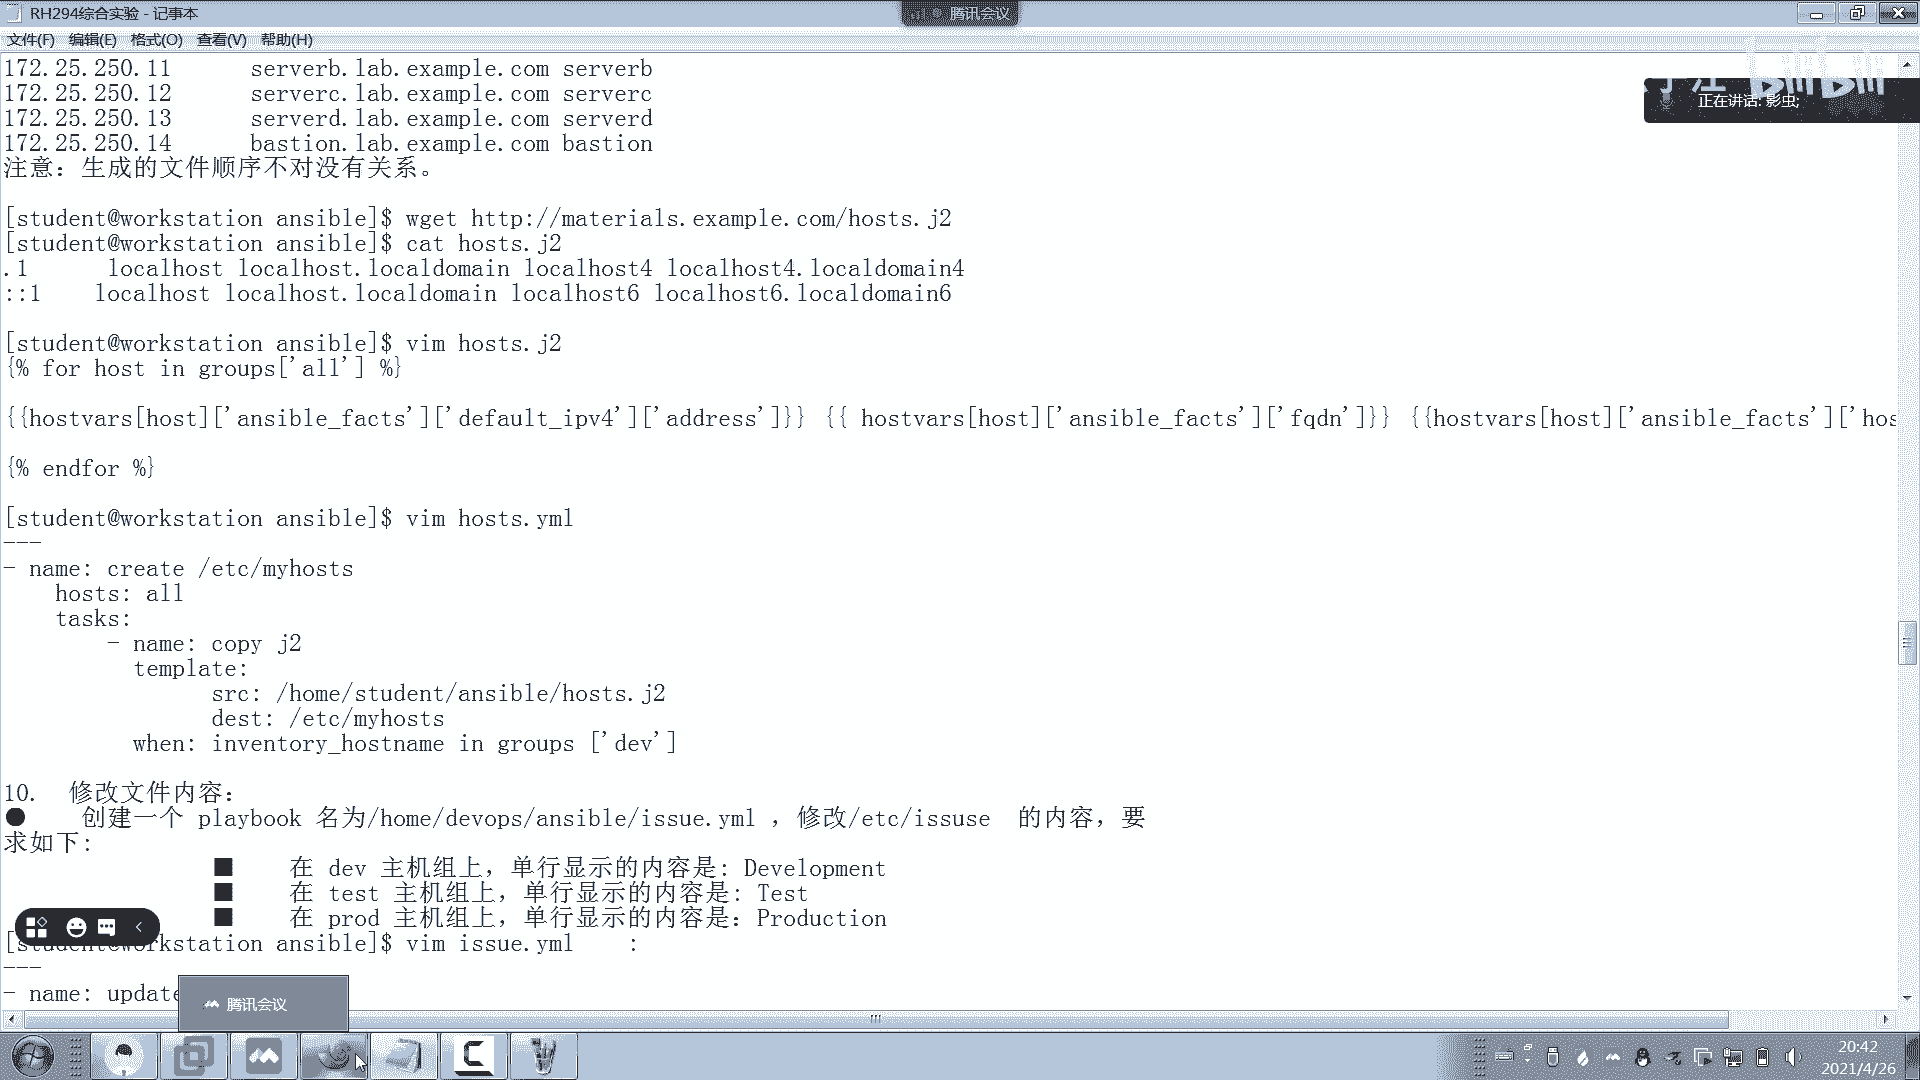 RH294综合实验 - 记事本
腾讯会议
文件(F) 编辑(E) 格式(O) 查看(V) 帮助(H)
172.25.250.11 serverb.lab.example.com serverb
172.25.250.12 serverc.lab.example.com serverc
正在讲话: 影虫;
172.25.250.13 serverd.lab.example.com serverd
172.25.250.14 bastion.lab.example.com bastion
注意：生成的文件顺序不对没有关系。
[student@workstation ansible]$ wget http://materials.example.com/hosts.j2
[student@workstation ansible]$ cat hosts.j2
.1 localhost localhost.localdomain localhost4 localhost4.localdomain4
::1 localhost localhost.localdomain localhost6 localhost6.localdomain6
[student@workstation ansible]$ vim hosts.j2
{% for host in groups['all'] %}
{{hostvars[host]['ansible_facts']['default_ipv4']['address']}} {{ hostvars[host]['ansible_facts']['fqdn']}} {{hostvars[host]['ansible_facts']['hos
{% endfor %}
[student@workstation ansible]$ vim hosts.yml
---
- name: create /etc/myhosts
hosts: all
tasks:
- name: copy j2
template:
src: /home/student/ansible/hosts.j2
dest: /etc/myhosts
when: inventory_hostname in groups ['dev']
10. 修改文件内容：
● 创建一个 playbook 名为/home/devops/ansible/issue.yml ，修改/etc/issuse 的内容，要
求如下：
■ 在 dev 主机组上，单行显示的内容是：Development
■ 在 test 主机组上，单行显示的内容是：Test
■ 在 prod 主机组上，单行显示的内容是：Production
[student@workstation ansible]$ vim issue.yml :
---
- name: update
腾讯会议
20:42
2021/4/26